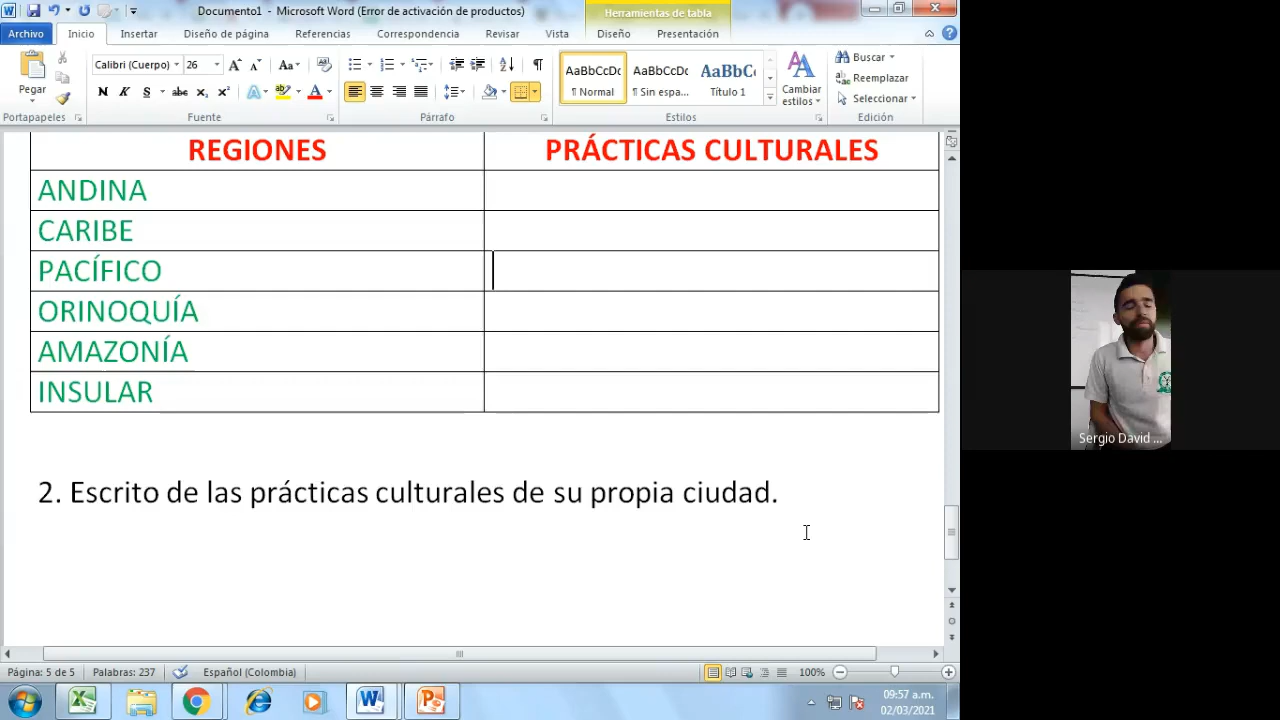 Documento1 - Microsoft Word (Error de activación de productos)
Herramientas de tabla
Archivo Inicio Insertar Diseño de página Referencias Correspondencia Revisar Vista Diseño Presentación
Calibri (Cuerpo) 26
Pegar
N K S abc x₂ x²
AaBbCcDc AaBbCcDc AaBbC
¶ Normal ¶ Sin espa... Título 1
Cambiar estilos
Buscar
Reemplazar
Seleccionar
Portapapeles Fuente Párrafo Estilos Edición
REGIONES PRÁCTICAS CULTURALES
ANDINA
CARIBE
PACÍFICO
ORINOQUÍA
AMAZONÍA
INSULAR
2. Escrito de las prácticas culturales de su propia ciudad.
Sergio David ...
Página: 5 de 5 Palabras: 237 Español (Colombia) 100%
09:57 a.m.
02/03/2021